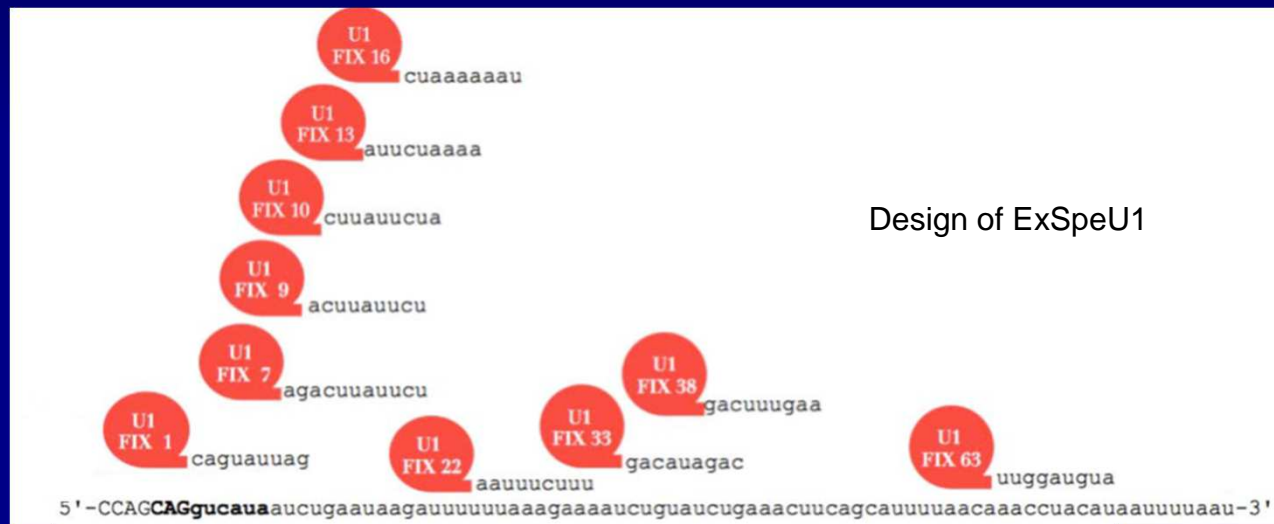 U1
FIX 16
cuaaaaaau
U1
FIX 13
auucuaaaa
U1
FIX 10
cuuauucua
Design of ExSpeU1
U1
FIX 9
acuuauucu
U1
FIX 7
agacuuauucu
U1
FIX 38
gacuuugaa
U1
FIX 1
caguauuag
U1
FIX 22
aauuucuuu
U1
FIX 33
gacauagac
U1
FIX 63
uuggaugua
5'-CCAGCAGgucauaaucugaauaagauuuuuuaaagaaaaucuguaucugaaacuucagcauuuuaacaaaccuacauaauuuuaau-3'